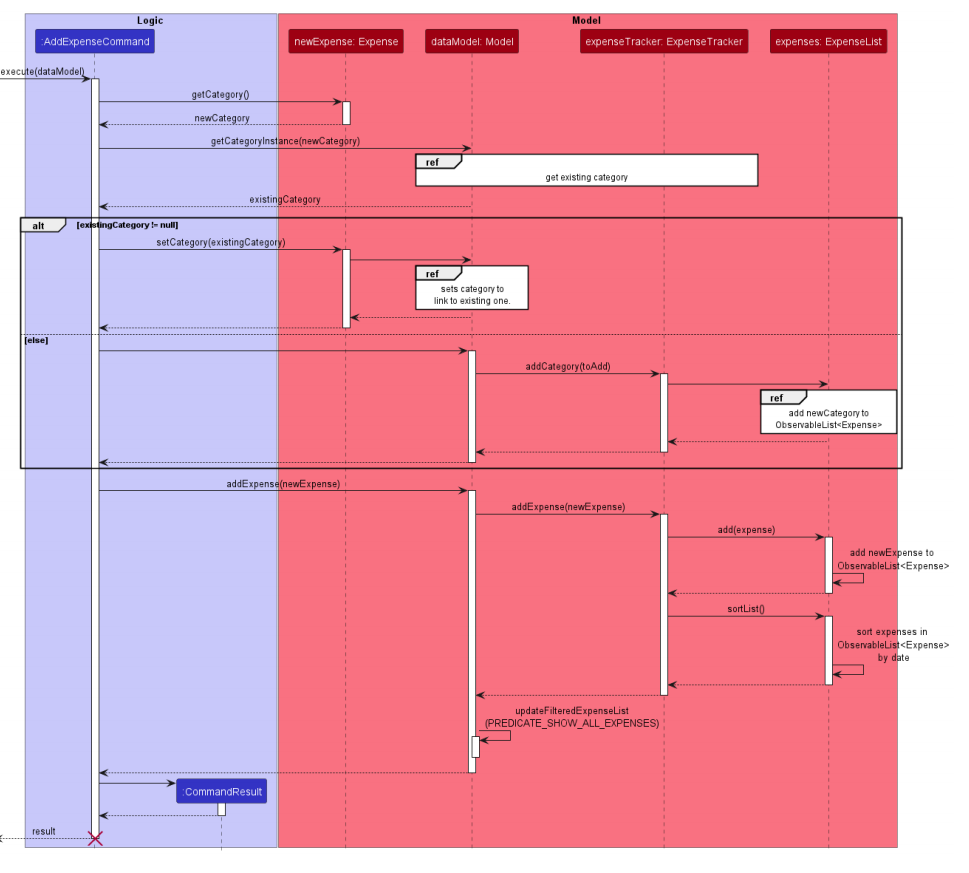 Logic
Model
:AddExpenseCommand
newExpense: Expense
dataModel: Model
expenseTracker: ExpenseTracker
expenses: ExpenseList
execute(dataModel)
getCategory()
newCategory
getCategoryInstance(newCategory)
ref
get existing category
existingCategory
alt
[existingCategory != null]
setCategory(existingCategory)
ref
sets category to
link to existing one.
[else]
addCategory(toAdd)
ref
add newCategory to
ObservableList<Expense>
addExpense(newExpense)
addExpense(newExpense)
add(expense)
add newExpense to
ObservableList<Expense>
sortList()
sort expenses in
ObservableList<Expense>
by date
updateFilteredExpenseList
(PREDICATE_SHOW_ALL_EXPENSES)
:CommandResult
result